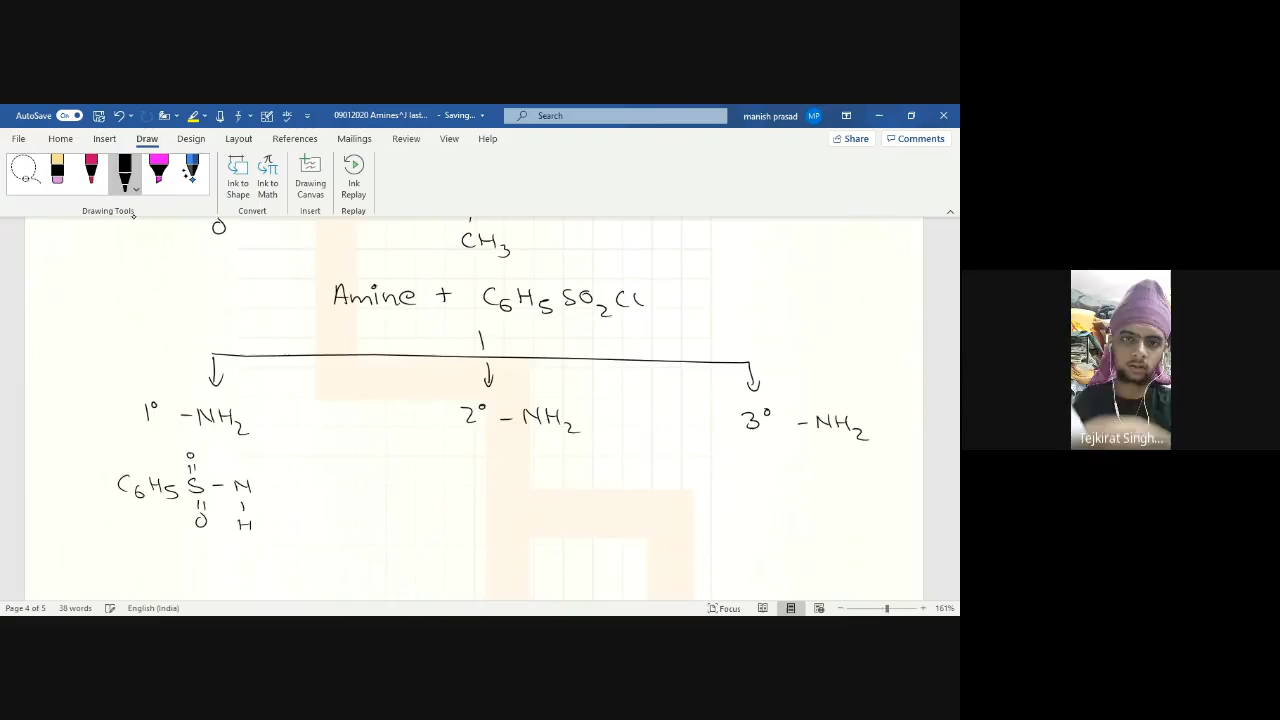 AutoSave On 09012020 Amines^J last... - Saving... Search manish prasad MP
File Home Insert Draw Design Layout References Mailings Review View Help Share Comments
Ink to Shape Ink to Math Drawing Canvas Ink Replay
Drawing Tools Convert Insert Replay
O
CH3
Amine + C6H5SO2Cl
1° -NH2 2° -NH2 3° -NH2
O
C6H5 S - N
O H
Tejkirat Singh...
Page 4 of 5 38 words English (India) Focus 161%